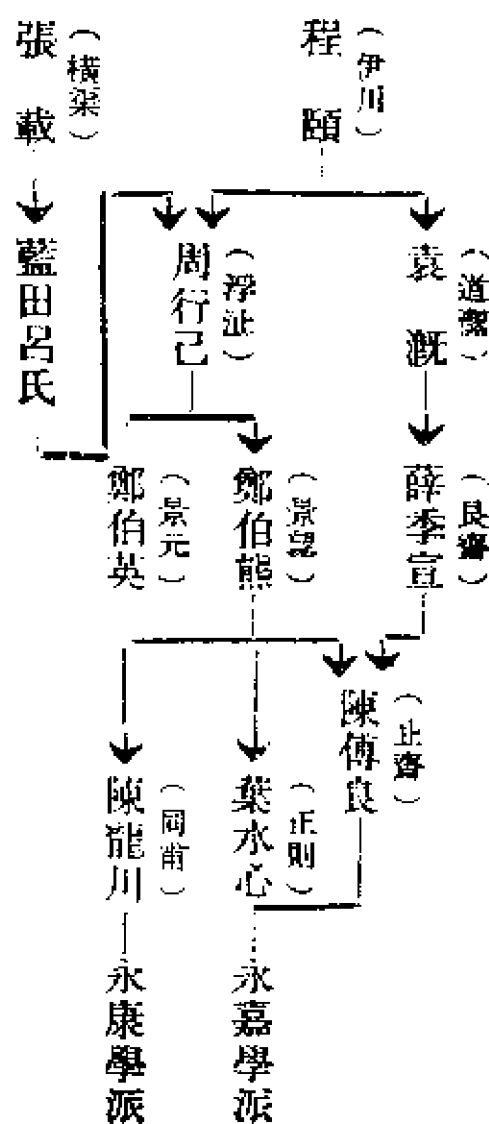 程頤
（伊川）
張載
（橫渠）
袁溉
（道潔）
周行己
（浮沚）
藍田呂氏
薛季宣
（艮齋）
鄭伯熊
（景望）
鄭伯英
（景元）
陳傅良
（止齋）
葉水心
（正則）
陳龍川
（同甫）
永嘉學派
永康學派